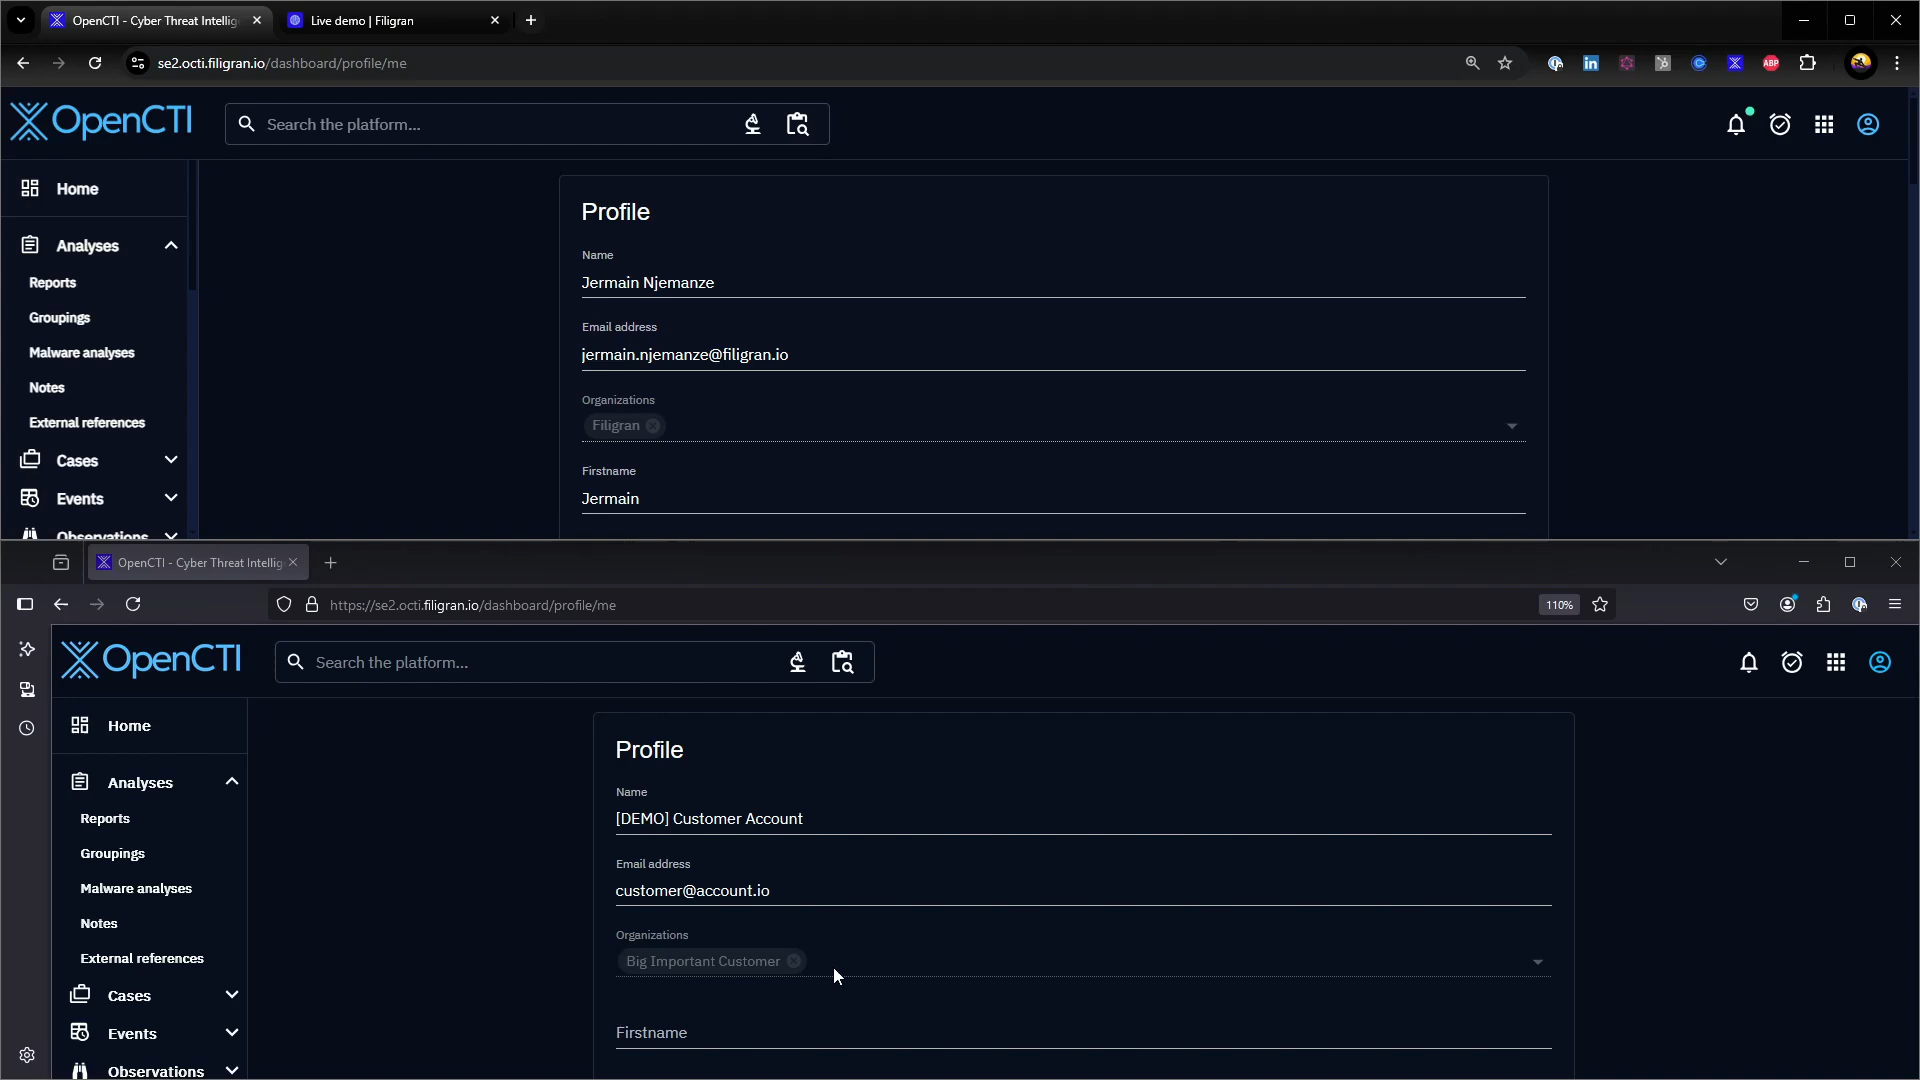 OpenCTI - Cyber Threat Intellig
Live demo | Filigran
se2.octi.filigran.io/dashboard/profile/me
ABP
OpenCTI
Search the platform...
Home
Analyses
Reports
Groupings
Malware analyses
Notes
External references
Cases
Events
Observations
Profile
Name
Jermain Njemanze
Email address
jermain.njemanze@filigran.io
Organizations
Filigran
Firstname
Jermain
OpenCTI - Cyber Threat Intellig
https://se2.octi.filigran.io/dashboard/profile/me
110%
OpenCTI
Search the platform...
Home
Analyses
Reports
Groupings
Malware analyses
Notes
External references
Cases
Events
Observations
Profile
Name
[DEMO] Customer Account
Email address
customer@account.io
Organizations
Big Important Customer
Firstname